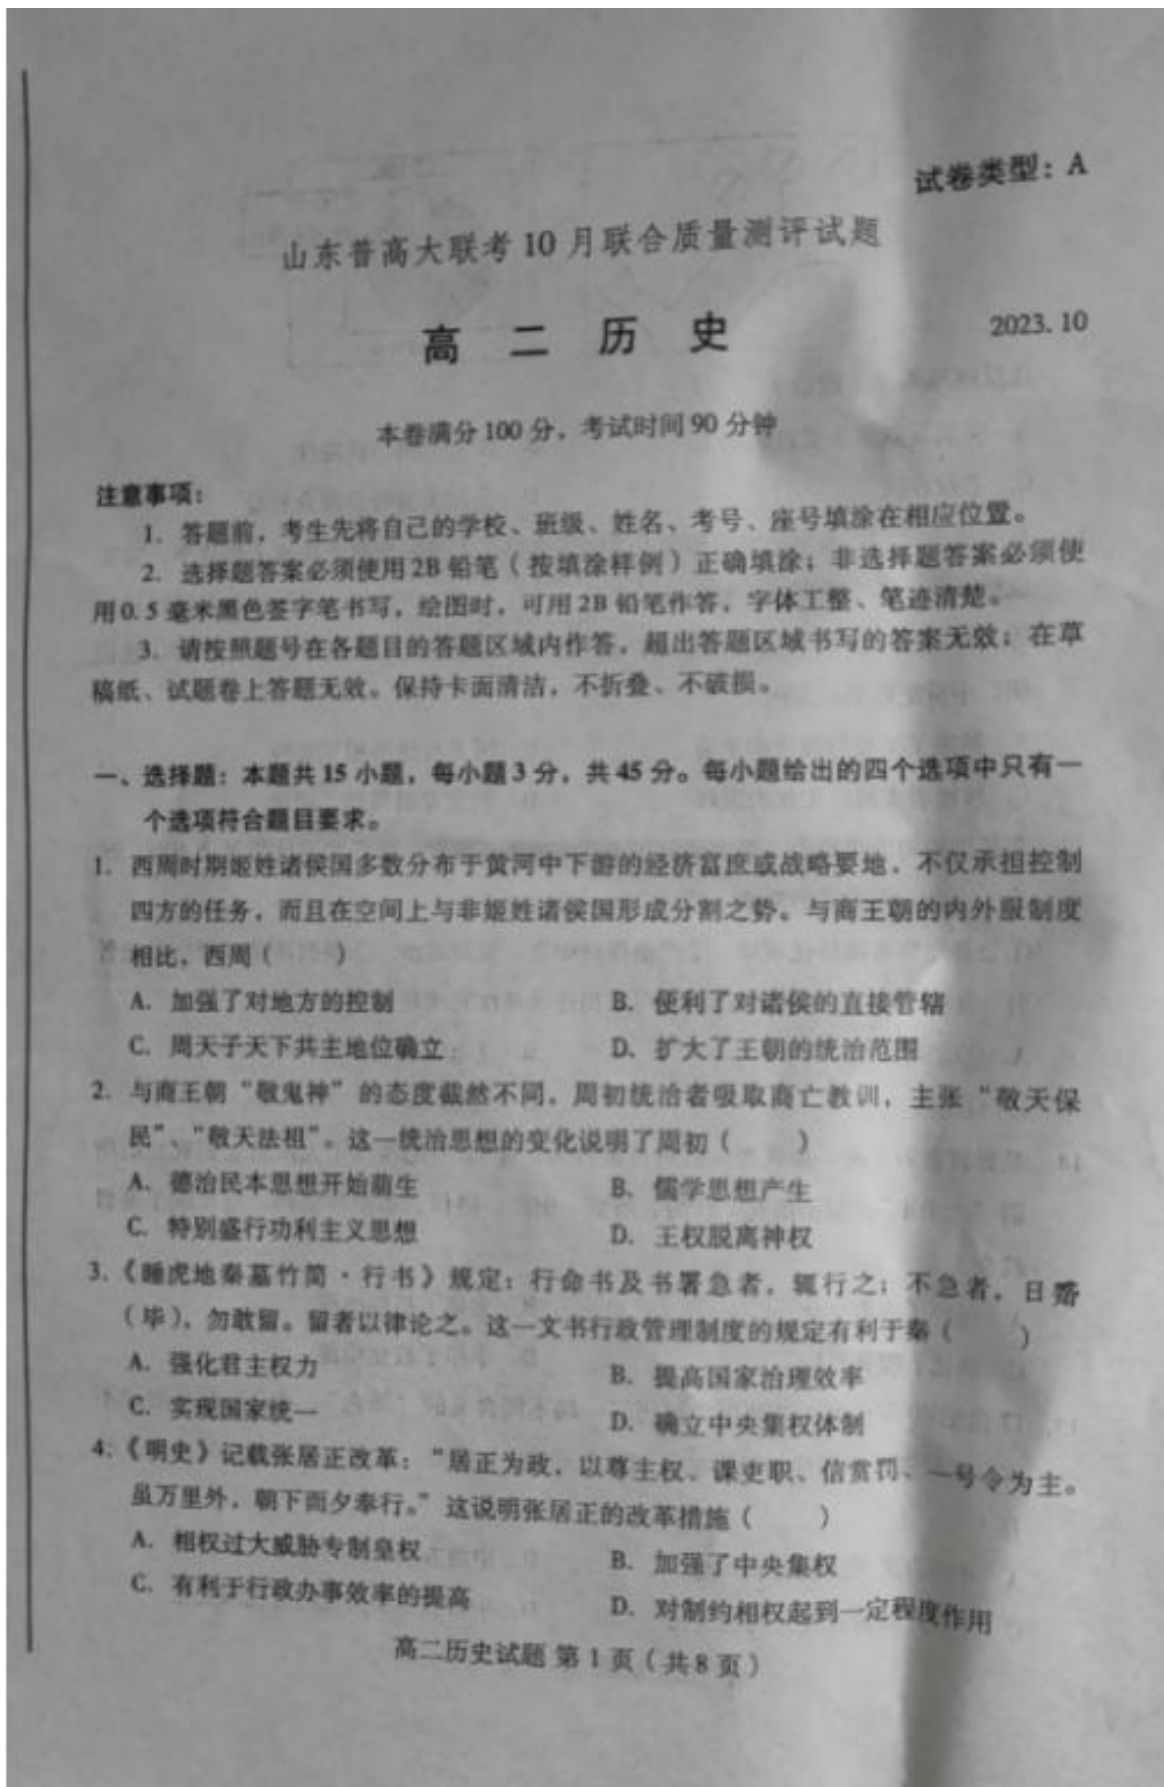 试卷类型：A
山东普高大联考10月联合质量测评试题
高二历史
2023.10
本卷满分100分，考试时间90分钟
注意事项：
1. 答题前，考生先将自己的学校、班级、姓名、考号、座号填涂在相应位置。
2. 选择题答案必须使用2B铅笔（按填涂样例）正确填涂；非选择题答案必须使
用0.5毫米黑色签字笔书写，绘图时，可用2B铅笔作答，字体工整、笔迹清楚。
3. 请按照题号在各题目的答题区域内作答，超出答题区域书写的答案无效；在草
稿纸、试题卷上答题无效。保持卡面清洁，不折叠、不破损。
一、选择题：本题共15小题，每小题3分，共45分。每小题给出的四个选项中只有一
个选项符合题目要求。
1. 西周时期姬姓诸侯国多数分布于黄河中下游的经济富庶或战略要地，不仅承担控制
四方的任务，而且在空间上与非姬姓诸侯国形成分割之势。与商王朝的内外服制度
相比，西周（　　）
A. 加强了对地方的控制 B. 便利了对诸侯的直接管辖
C. 周天子天下共主地位确立 D. 扩大了王朝的统治范围
2. 与商王朝“敬鬼神”的态度截然不同，周初统治者吸取商亡教训，主张“敬天保
民”、“敬天法祖”。这一统治思想的变化说明了周初（　　）
A. 德治民本思想开始萌生 B. 儒学思想产生
C. 特别盛行功利主义思想 D. 王权脱离神权
3.《睡虎地秦墓竹简·行书》规定：行命书及书署急者，辄行之；不急者，日觱
（毕），勿敢留。留者以律论之。这一文书行政管理制度的规定有利于秦（　　）
A. 强化君主权力 B. 提高国家治理效率
C. 实现国家统一 D. 确立中央集权体制
4.《明史》记载张居正改革：“居正为政，以尊主权、课吏职、信赏罚、一号令为主。
虽万里外，朝下而夕奉行。”这说明张居正的改革措施（　　）
A. 相权过大威胁专制皇权 B. 加强了中央集权
C. 有利于行政办事效率的提高 D. 对制约相权起到一定程度作用
高二历史试题 第1页（共8页）